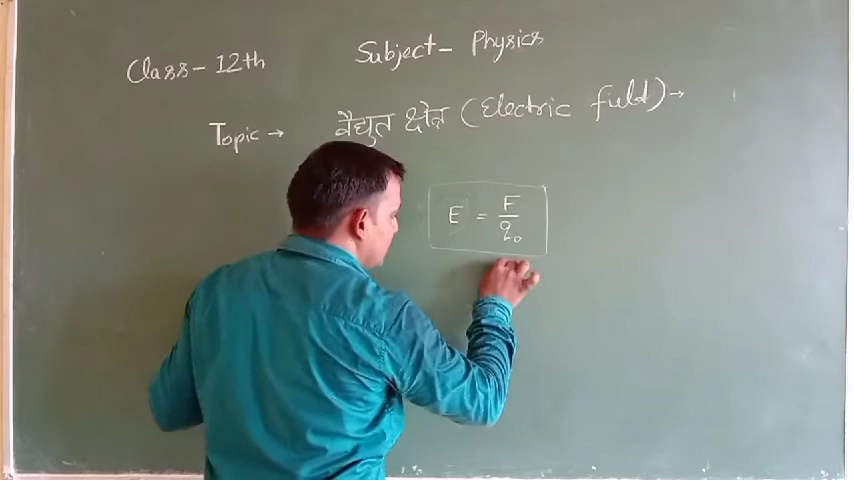 Class - 12th Subject - Physics
Topic → वैद्युत क्षेत्र (Electric field) →
E = F/q₀